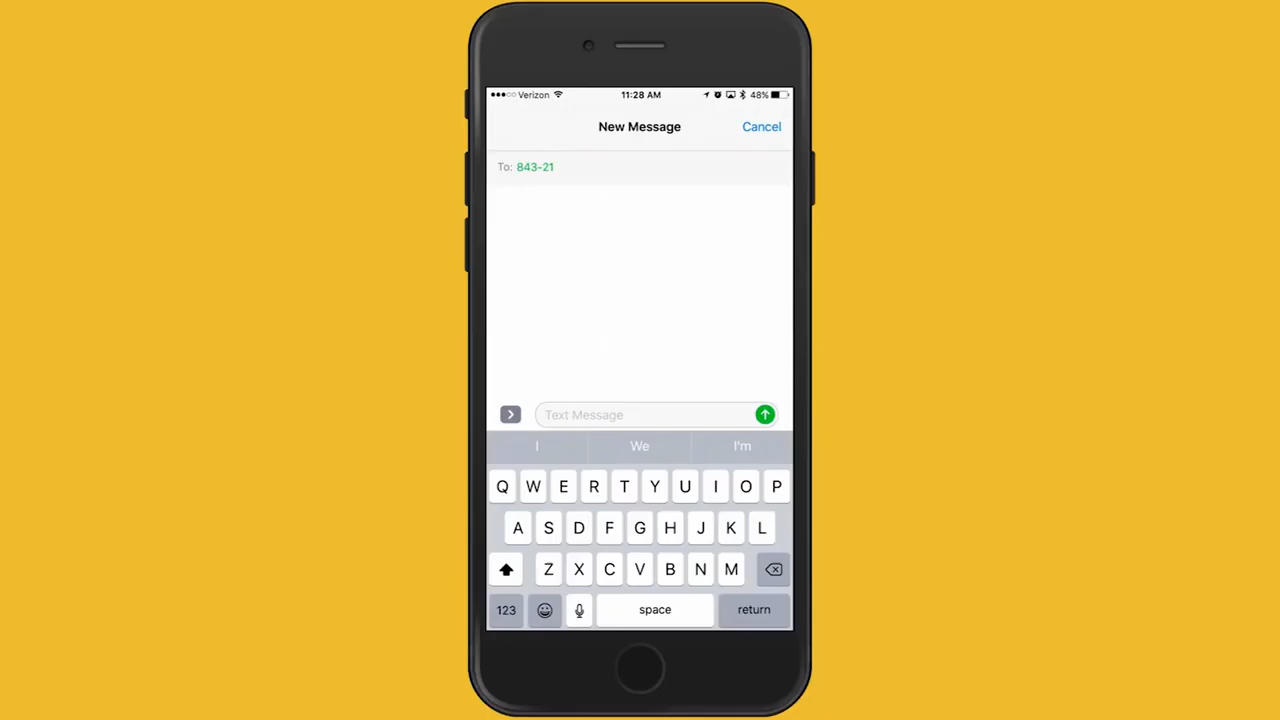 Verizon 11:28 AM 48%
New Message Cancel
To: 843-21
Text Message
I We I'm
Q W E R T Y U I O P
A S D F G H J K L
Z X C V B N M
123 space return